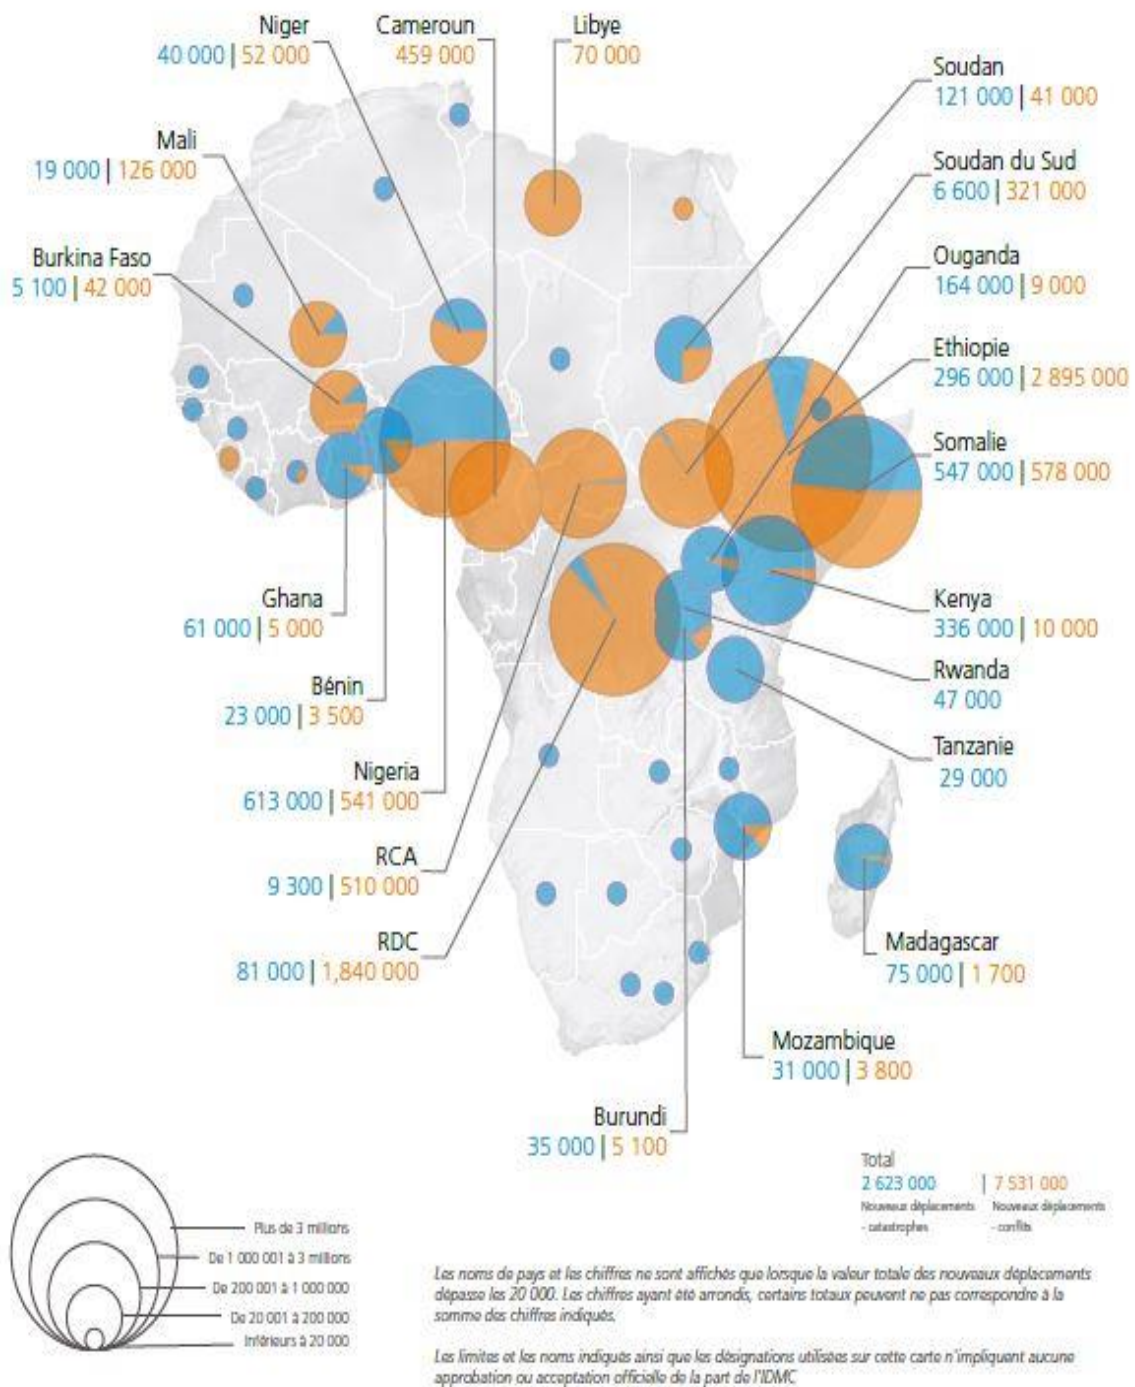 Niger
40 000 | 52 000
Cameroun
459 000
Libye
70 000
Soudan
121 000 | 41 000
Mali
19 000 | 126 000
Soudan du Sud
6 600 | 321 000
Burkina Faso
5 100 | 42 000
Ouganda
164 000 | 9 000
Ethiopie
296 000 | 2 895 000
Somalie
547 000 | 578 000
Ghana
61 000 | 5 000
Kenya
336 000 | 10 000
Rwanda
47 000
Bénin
23 000 | 3 500
Tanzanie
29 000
Nigeria
613 000 | 541 000
RCA
9 300 | 510 000
RDC
81 000 | 1,840 000
Madagascar
75 000 | 1 700
Mozambique
31 000 | 3 800
Burundi
35 000 | 5 100
Total
2 623 000 | 7 531 000
Nouveaux déplacements Nouveaux déplacements
- catastrophes - conflits
Plus de 3 millions
De 1 000 001 à 3 millions
De 200 001 à 1 000 000
De 20 001 à 200 000
Inférieurs à 20 000
Les noms de pays et les chiffres ne sont affichés que lorsque la valeur totale des nouveaux déplacements
dépasse les 20 000. Les chiffres ayant été arrondis, certains totaux peuvent ne pas correspondre à la
somme des chiffres indiqués.
Les limites et les noms indiqués ainsi que les désignations utilisées sur cette carte n'impliquent aucune
approbation ou acceptation officielle de la part de l'IDMC